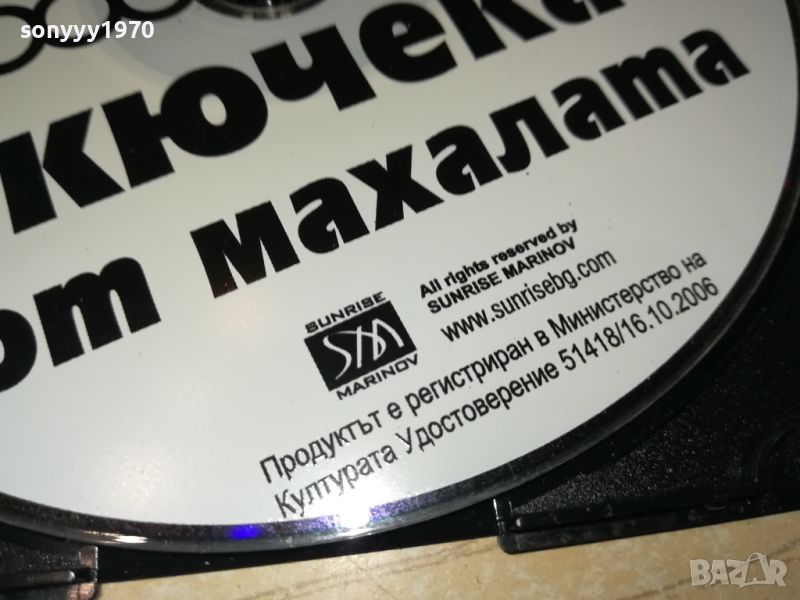 sonyyy1970
кючека
от махалата
All rights reserved by
SUNRISE MARINOV
www.sunrisebg.com
SUNRISE
MARINOV
Продуктът е регистриран в Министерство на
Културата Удостоверение 51418/16.10.2006
BAZAR